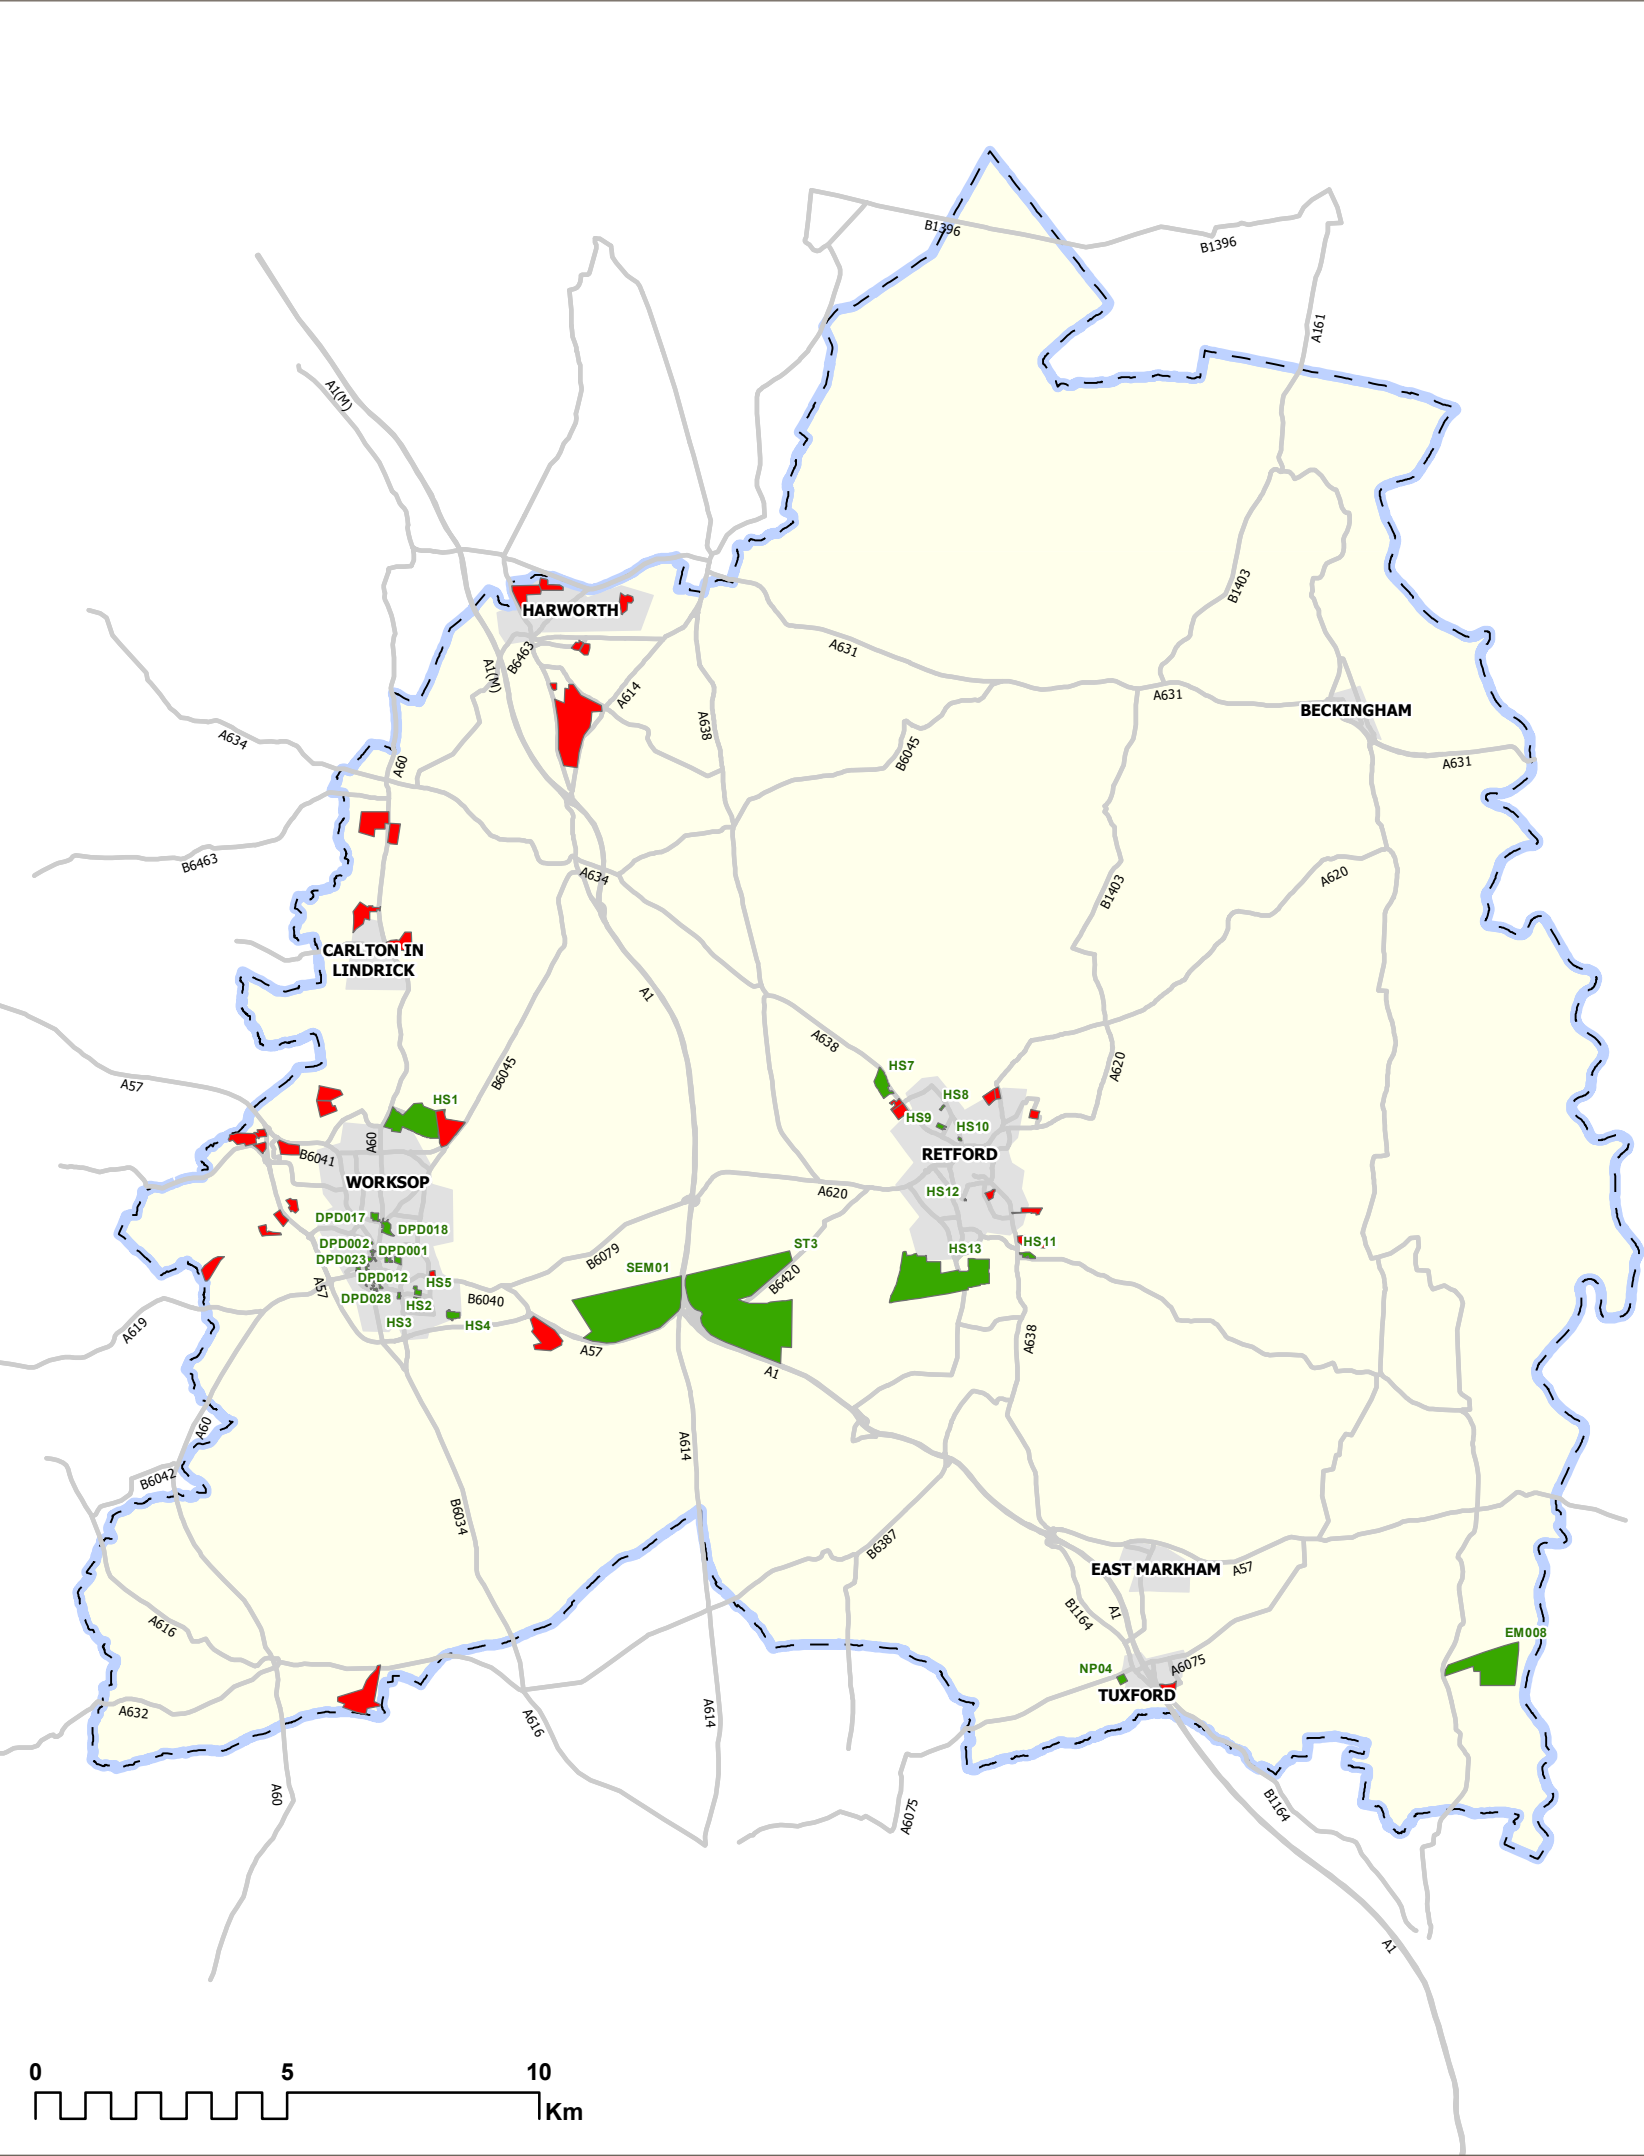 B1396
B1396
A161
A1(M)
B1403
HARWORTH
A631
B6463
A1(M)
A614
A631
A638
BECKINGHAM
A634
B6045
A60
A631
B6463
A634
A620
B1403
CARLTON IN
LINDRICK
A1
A638
HS7
A620
B6045
A57
HS8
HS1
HS9
HS10
A60
RETFORD
B6041
WORKSOP
HS12
A620
DPD017
DPD018
DPD002
DPD001
HS11
ST3
HS13
DPD023
B6079
SEM01
DPD012
B6420
HS5
A57
DPD028
B6040
HS2
HS3
HS4
A619
A638
A57
A1
A60
A614
B6042
B6034
B6387
EAST MARKHAM
A57
B1164
A1
A616
EM008
NP04
A6075
TUXFORD
A632
A614
A616
A60
B1164
A6075
A1
0
5
10
Km